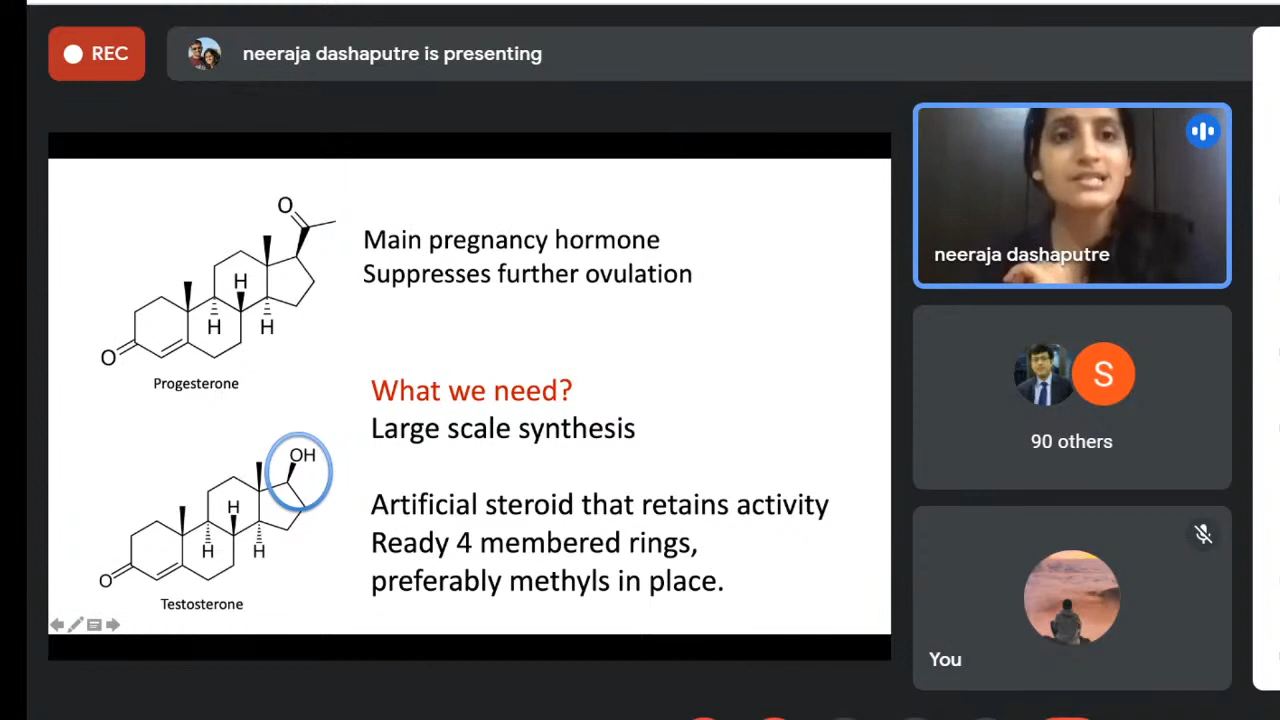 REC
neeraja dashaputre is presenting
O
H
H
H
O
Progesterone
Main pregnancy hormone
Suppresses further ovulation
What we need?
Large scale synthesis
OH
H
H
H
O
Testosterone
Artificial steroid that retains activity
Ready 4 membered rings,
preferably methyls in place.
neeraja dashaputre
S
90 others
You